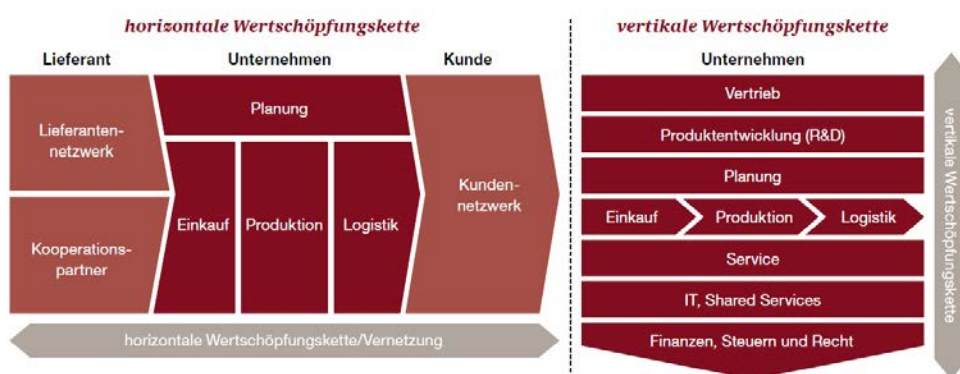 horizontale Wertschöpfungskette
Lieferant
Unternehmen
Kunde
Lieferanten-
netzwerk
Kooperations-
partner
Planung
Einkauf
Produktion
Logistik
Kunden-
netzwerk
horizontale Wertschöpfungskette/Vernetzung
vertikale Wertschöpfungskette
Unternehmen
Vertrieb
Produktentwicklung (R&D)
Planung
Einkauf
Produktion
Logistik
Service
IT, Shared Services
Finanzen, Steuern und Recht
vertikale Wertschöpfungskette